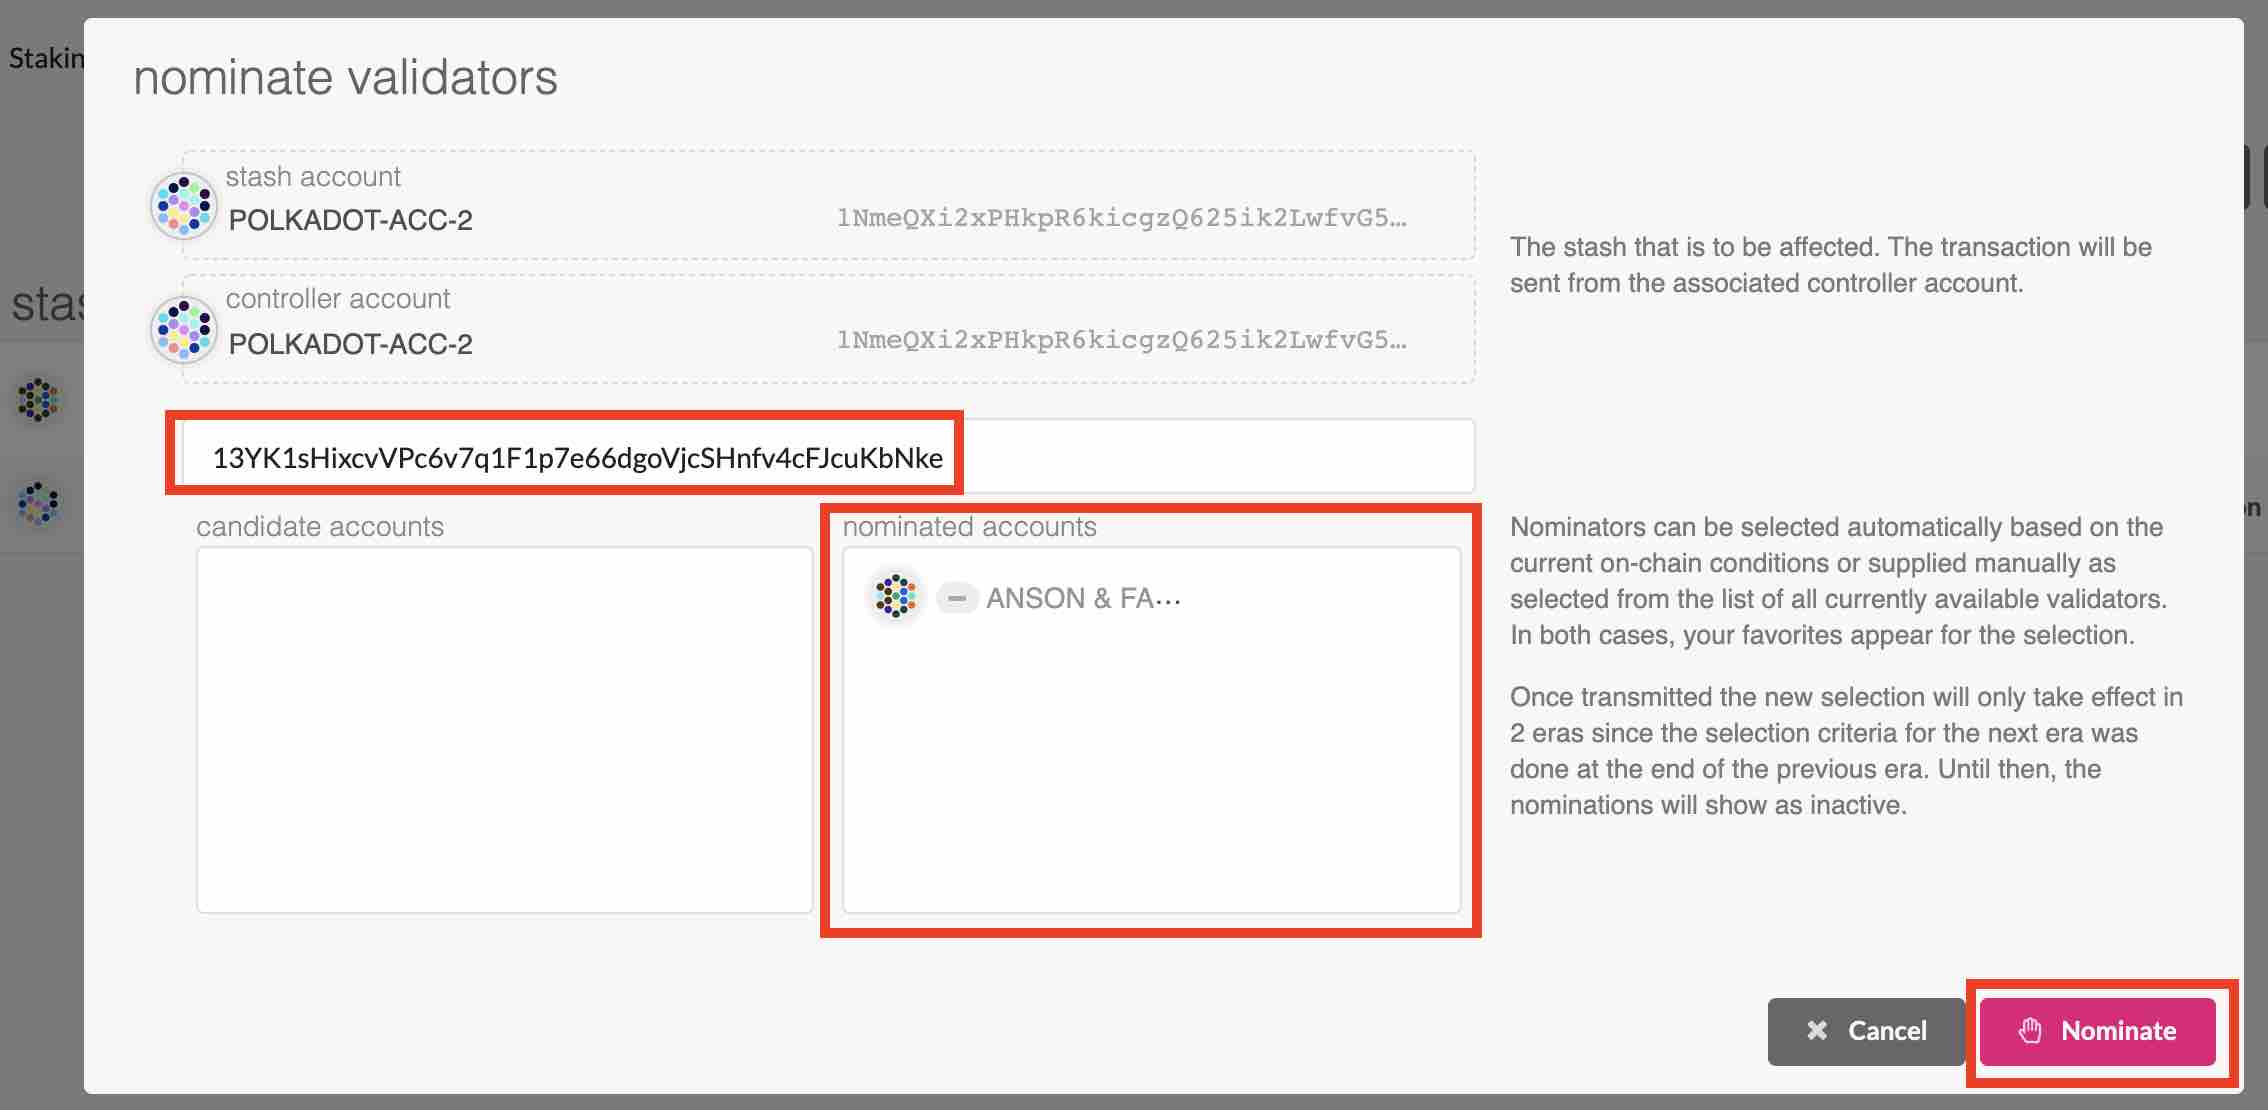 Stakin
nominate validators
stash account
POLKADOT-ACC-2
1NmeQXi2xPHkpR6kicgzQ625ik2LwfvG5…
The stash that is to be affected. The transaction will be
sent from the associated controller account.
stas
controller account
POLKADOT-ACC-2
1NmeQXi2xPHkpR6kicgzQ625ik2LwfvG5…
13YK1sHixcvVPc6v7q1F1p7e66dgoVjcSHnfv4cFJcuKbNke
candidate accounts
nominated accounts
ANSON & FA…
Nominators can be selected automatically based on the
current on-chain conditions or supplied manually as
selected from the list of all currently available validators.
In both cases, your favorites appear for the selection.
Once transmitted the new selection will only take effect in
2 eras since the selection criteria for the next era was
done at the end of the previous era. Until then, the
nominations will show as inactive.
Cancel
Nominate